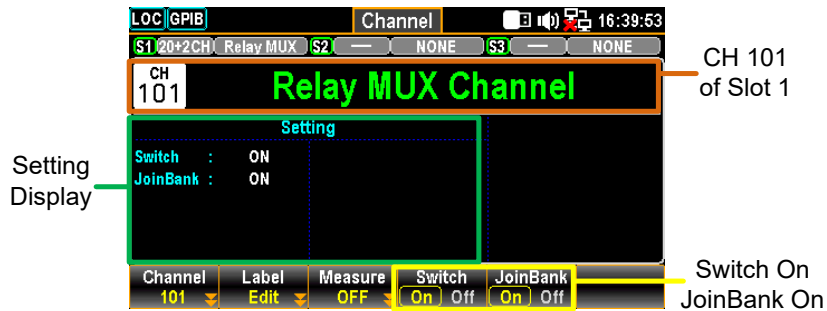 LOC GPIB Channel 16:39:53
S1 20+2CH Relay MUX S2 — NONE S3 — NONE
CH
101
Relay MUX Channel
CH 101
of Slot 1
Setting
Switch : ON
JoinBank : ON
Setting
Display
Channel Label Measure Switch JoinBank
101 Edit OFF On Off On Off
Switch On
JoinBank On